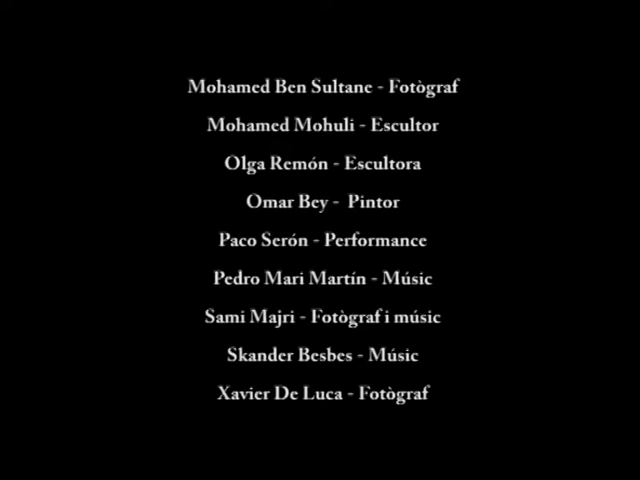 Mohamed Ben Sultane - Fotògraf
Mohamed Mohuli - Escultor
Olga Remón - Escultora
Omar Bey - Pintor
Paco Serón - Performance
Pedro Mari Martín - Músic
Sami Majri - Fotògraf i músic
Skander Besbes - Músic
Xavier De Luca - Fotògraf